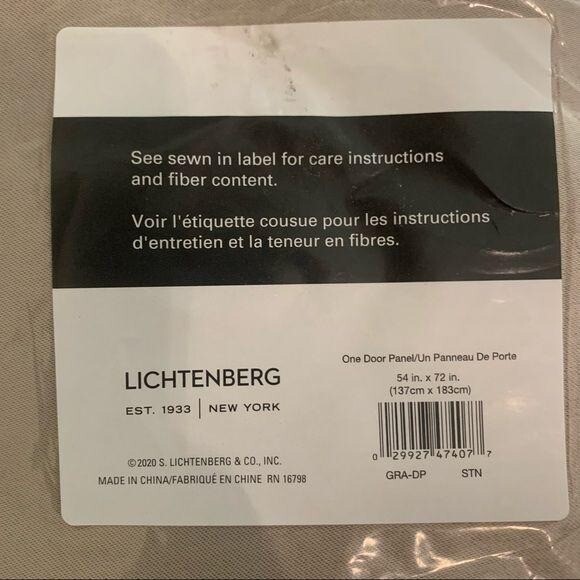 See sewn in label for care instructions
and fiber content.
Voir l'étiquette cousue pour les instructions
d'entretien et la teneur en fibres.
LICHTENBERG
EST. 1933 | NEW YORK
©2020 S. LICHTENBERG & CO., INC.
MADE IN CHINA/FABRIQUÉ EN CHINE RN 16798
One Door Panel/Un Panneau De Porte
54 in. x 72 in.
(137cm x 183cm)
0 29927 47407 7
GRA-DP STN